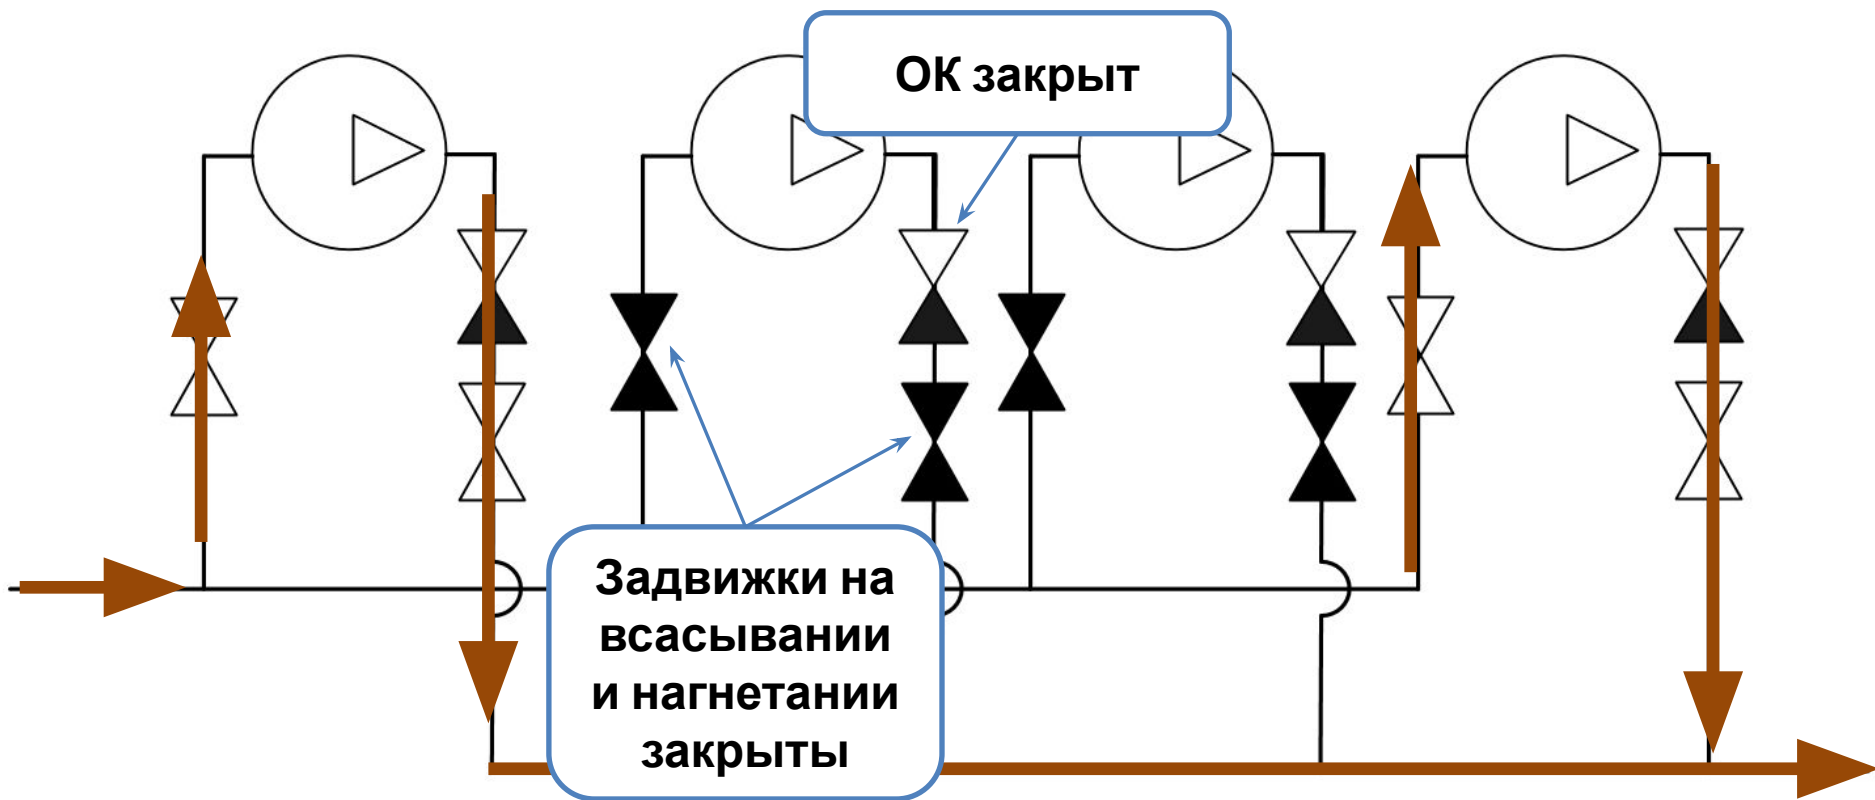 ОК закрыт
Задвижки на
всасывании
и нагнетании
закрыты